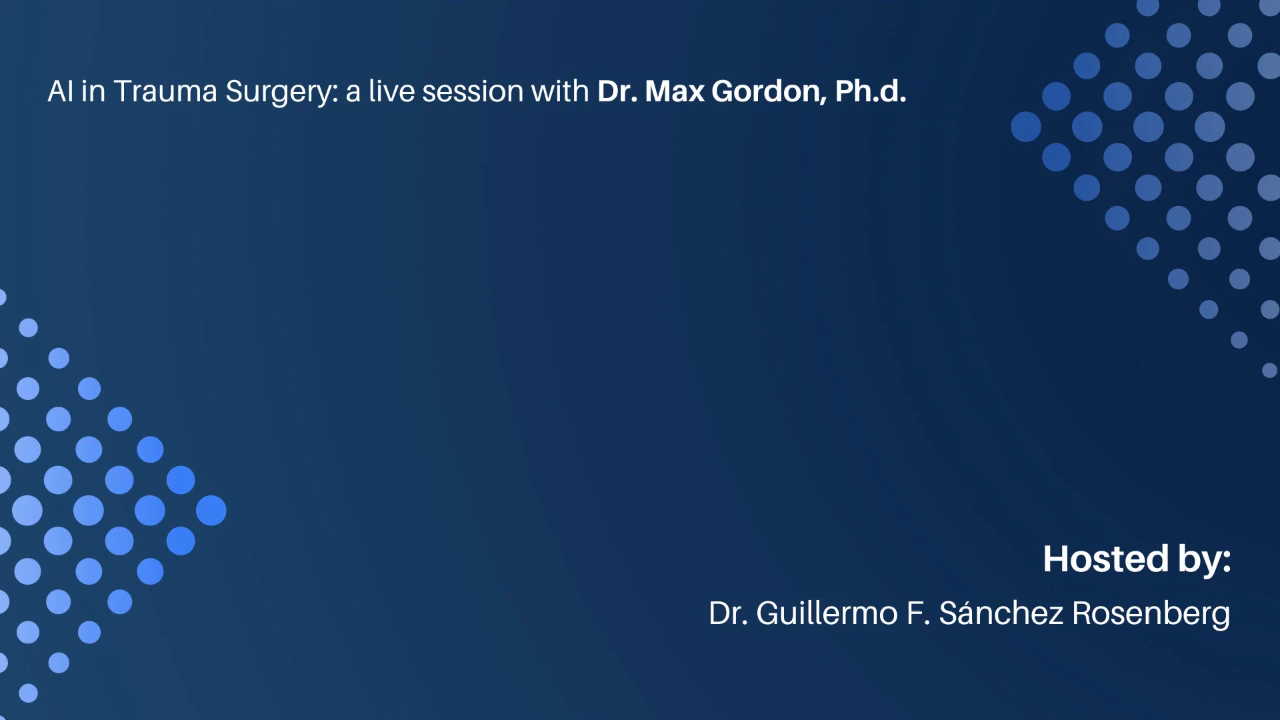 AI in Trauma Surgery: a live session with Dr. Max Gordon, Ph.d.
Hosted by:
Dr. Guillermo F. Sánchez Rosenberg